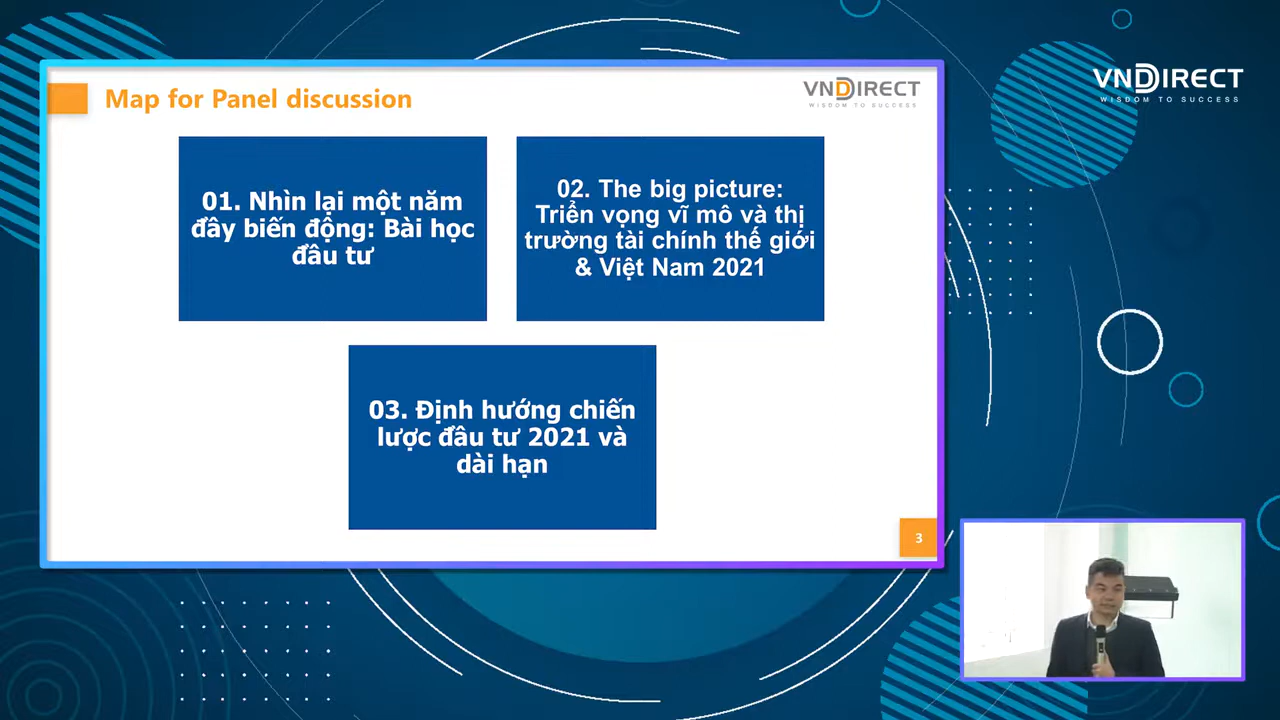 Map for Panel discussion
VNDIRECT
WISDOM TO SUCCESS
VNDIRECT
WISDOM TO SUCCESS
01. Nhìn lại một năm
đầy biến động: Bài học
đầu tư
02. The big picture:
Triển vọng vĩ mô và thị
trường tài chính thế giới
& Việt Nam 2021
03. Định hướng chiến
lược đầu tư 2021 và
dài hạn
3